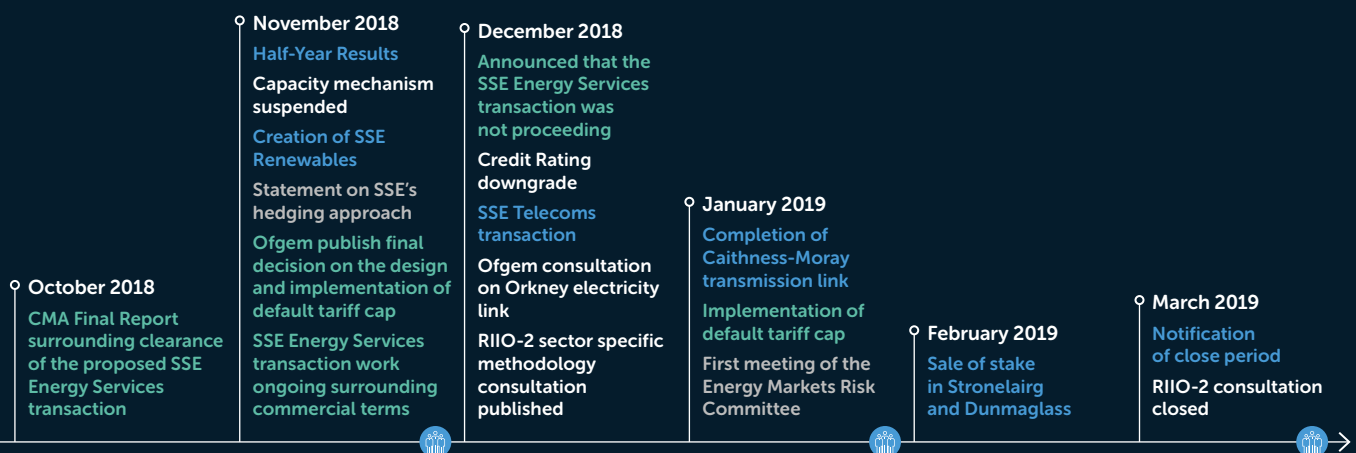 October 2018
CMA Final Report
surrounding clearance
of the proposed SSE
Energy Services
transaction
November 2018
Half-Year Results
Capacity mechanism
suspended
Creation of SSE
Renewables
Statement on SSE's
hedging approach
Ofgem publish final
decision on the design
and implementation of
default tariff cap
SSE Energy Services
transaction work
ongoing surrounding
commercial terms
December 2018
Announced that the
SSE Energy Services
transaction was
not proceeding
Credit Rating
downgrade
SSE Telecoms
transaction
Ofgem consultation
on Orkney electricity
link
RIIO-2 sector specific
methodology
consultation
published
January 2019
Completion of
Caithness-Moray
transmission link
Implementation of
default tariff cap
First meeting of the
Energy Markets Risk
Committee
February 2019
Sale of stake
in Stronelairg
and Dunmaglass
March 2019
Notification
of close period
RIIO-2 consultation
closed